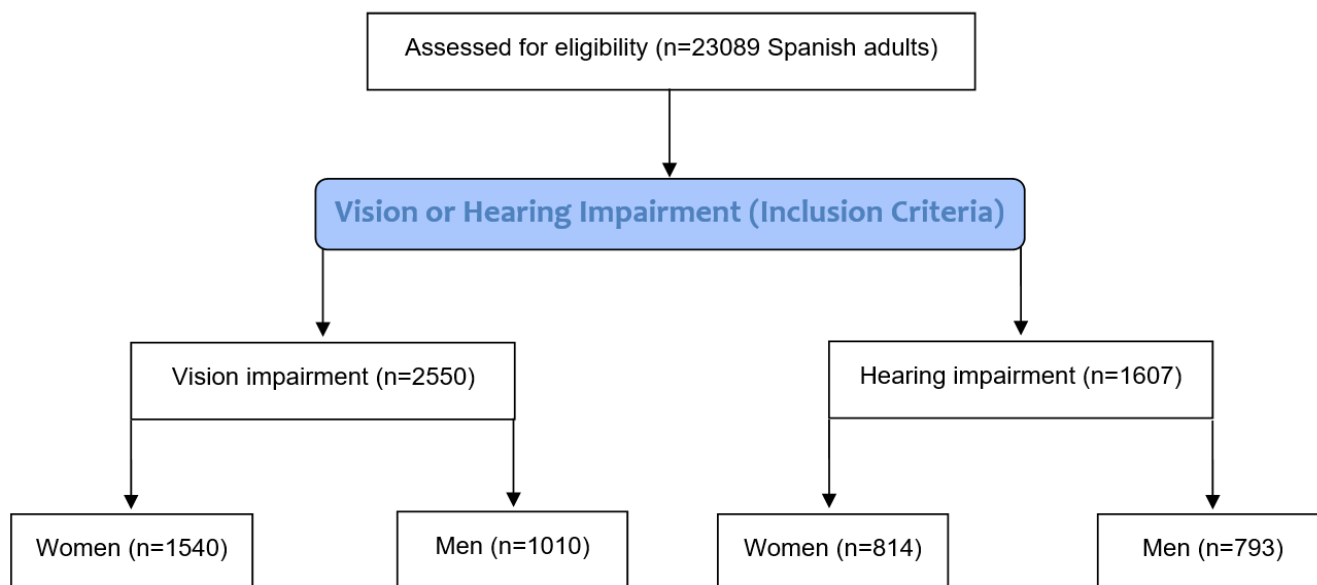 Assessed for eligibility (n=23089 Spanish adults)
Vision or Hearing Impairment (Inclusion Criteria)
Vision impairment (n=2550)
Hearing impairment (n=1607)
Women (n=1540)
Men (n=1010)
Women (n=814)
Men (n=793)